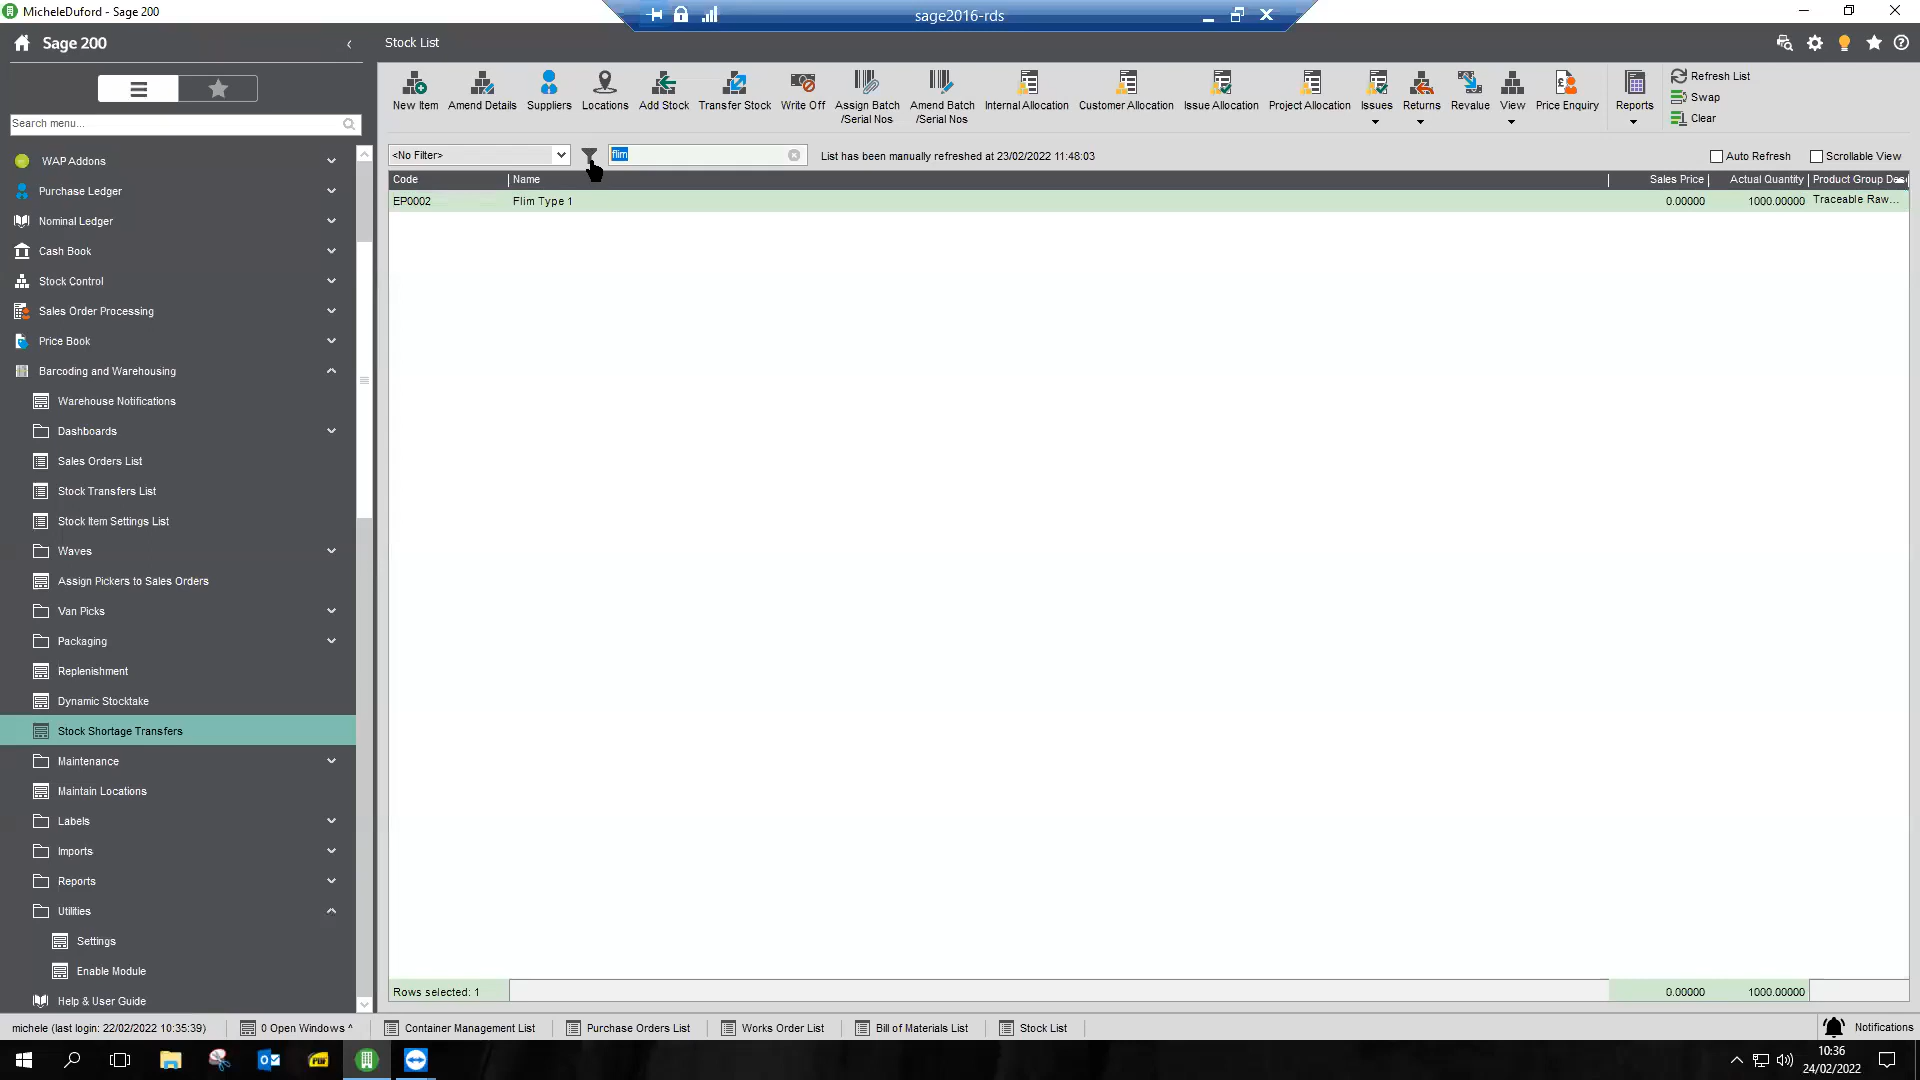 MicheleDuford - Sage 200
sage2016-rds
Sage 200
Stock List
New Item
Amend Details
Suppliers
Locations
Add Stock
Transfer Stock
Write Off
Assign Batch
/Serial Nos
Amend Batch
/Serial Nos
Internal Allocation
Customer Allocation
Issue Allocation
Project Allocation
Issues
Returns
Revalue
View
Price Enquiry
Reports
Refresh List
Swap
Clear
Search menu...
<No Filter>
flim
List has been manually refreshed at 23/02/2022 11:48:03
Auto Refresh
Scrollable View
Code Name Sales Price Actual Quantity Product Group Des
EP0002 Flim Type 1 0.00000 1000.00000 Traceable Raw...
WAP Addons
Purchase Ledger
Nominal Ledger
Cash Book
Stock Control
Sales Order Processing
Price Book
Barcoding and Warehousing
Warehouse Notifications
Dashboards
Sales Orders List
Stock Transfers List
Stock Item Settings List
Waves
Assign Pickers to Sales Orders
Van Picks
Packaging
Replenishment
Dynamic Stocktake
Stock Shortage Transfers
Maintenance
Maintain Locations
Labels
Imports
Reports
Utilities
Settings
Enable Module
Help & User Guide
Rows selected: 1 0.00000 1000.00000
michele (last login: 22/02/2022 10:35:39)
0 Open Windows ^
Container Management List
Purchase Orders List
Works Order List
Bill of Materials List
Stock List
Notifications
PDF
10:36
24/02/2022